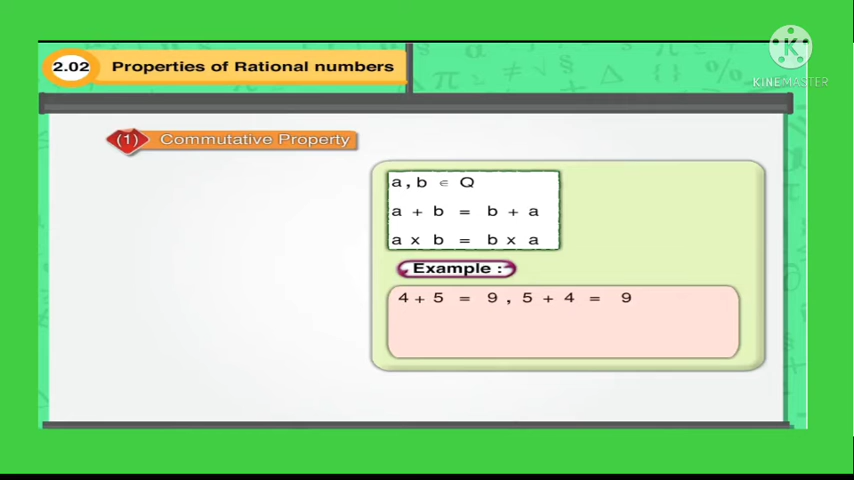 2.02 Properties of Rational numbers
K
KINEMASTER
(1) Commutative Property
a , b ∈ Q
a + b = b + a
a x b = b x a
Example :
4 + 5 = 9 , 5 + 4 = 9